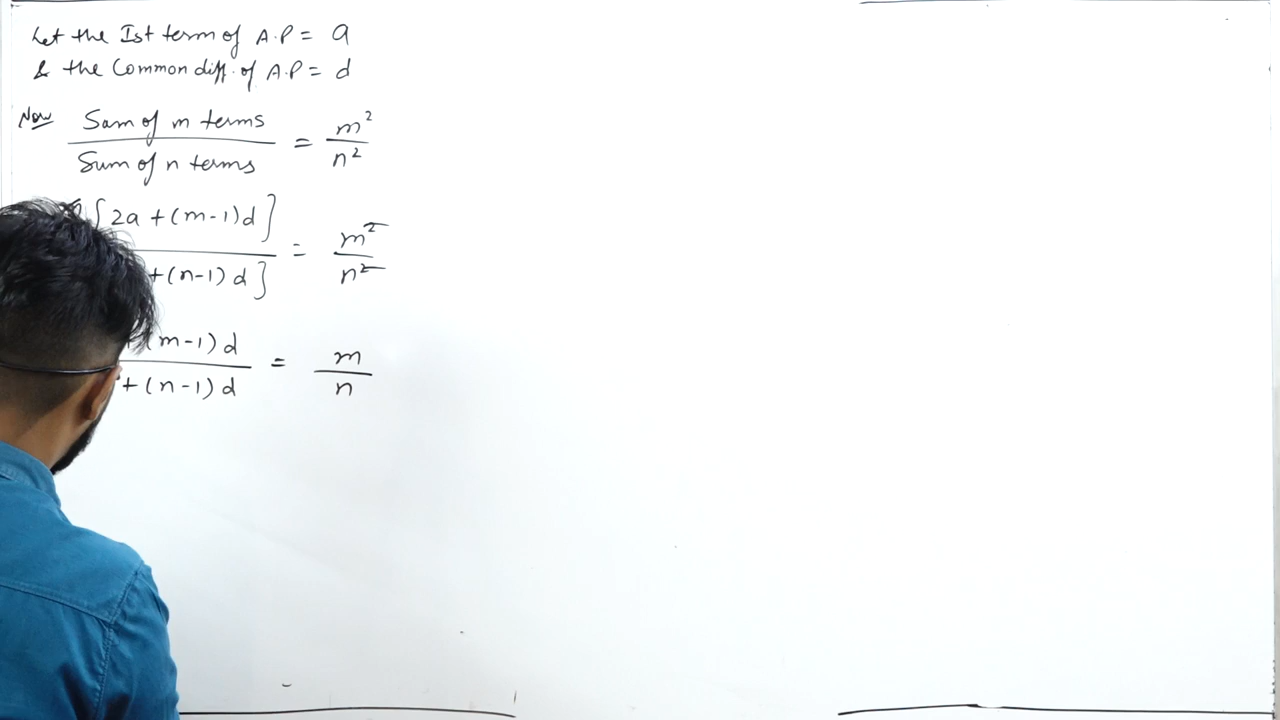 Let the Ist term of A.P = a
& the Common diff. of A.P = d
Now Sum of m terms / Sum of n terms = m² / n²
[2a + (m-1)d] / + (n-1)d] = m² / n²
(m-1)d / + (n-1)d = m / n